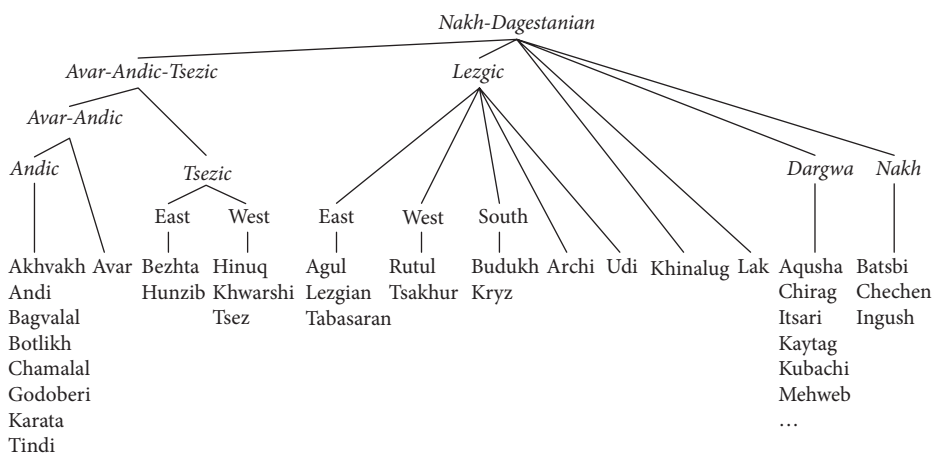 Nakh-Dagestanian
Avar-Andic-Tsezic Lezgic
Avar-Andic
Andic Tsezic Dargwa Nakh
East West East West South
Akhvakh Avar Bezhta Hinuq Agul Rutul Budukh Archi Udi Khinalug Lak Aqusha Batsbi
Andi Hunzib Khwarshi Lezgian Tsakhur Kryz Chirag Chechen
Bagvalal Tsez Tabasaran Itsari Ingush
Botlikh Kaytag
Chamalal Kubachi
Godoberi Mehweb
Karata …
Tindi